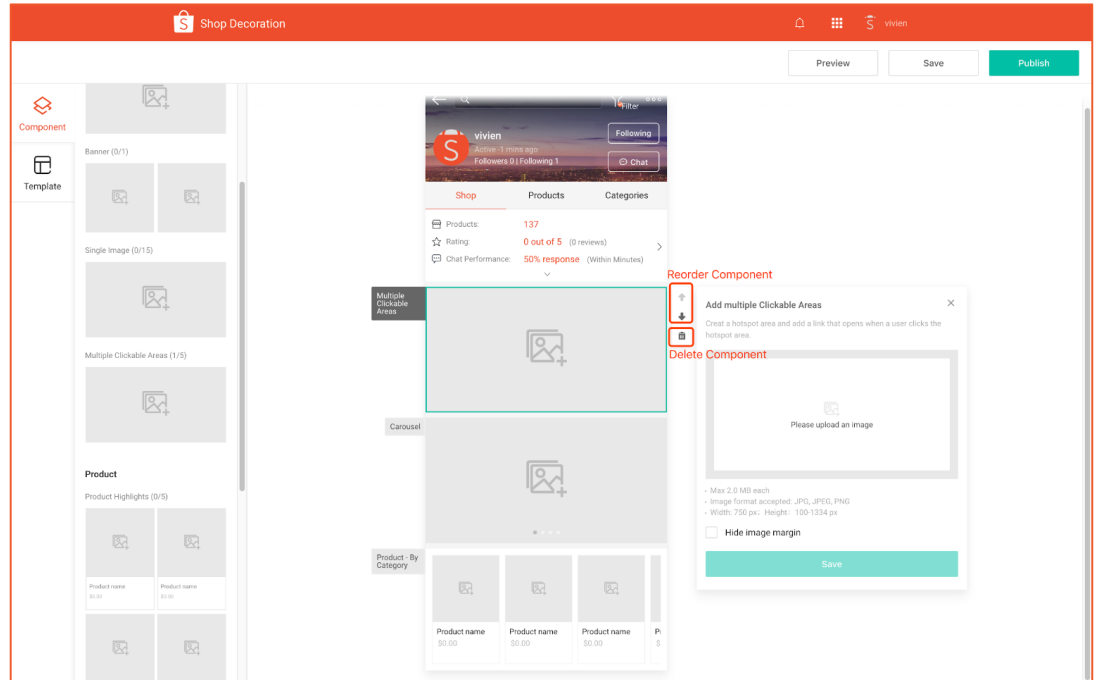 Shop Decoration
vivien
Preview
Save
Publish
Component
Template
Banner (0/1)
Single Image (0/15)
Multiple Clickable Areas (1/5)
Product
Product Highlights (0/5)
Product name
$0.00
Product name
$0.00
Filter
vivien
Active -1 mins ago
Followers 0 | Following 1
Following
Chat
Shop
Products
Categories
Products:
137
Rating:
0 out of 5 (0 reviews)
Chat Performance:
50% response (Within Minutes)
Multiple
Clickable
Areas
Carousel
Product - By
Category
Product name
$0.00
Product name
$0.00
Product name
$0.00
P
$
Reorder Component
Delete Component
Add multiple Clickable Areas
Creat a hotspot area and add a link that opens when a user clicks the
hotspot area.
Please upload an image
- Max 2.0 MB each
- Image format accepted: JPG, JPEG, PNG
- Width: 750 px; Height: 100-1334 px
Hide image margin
Save